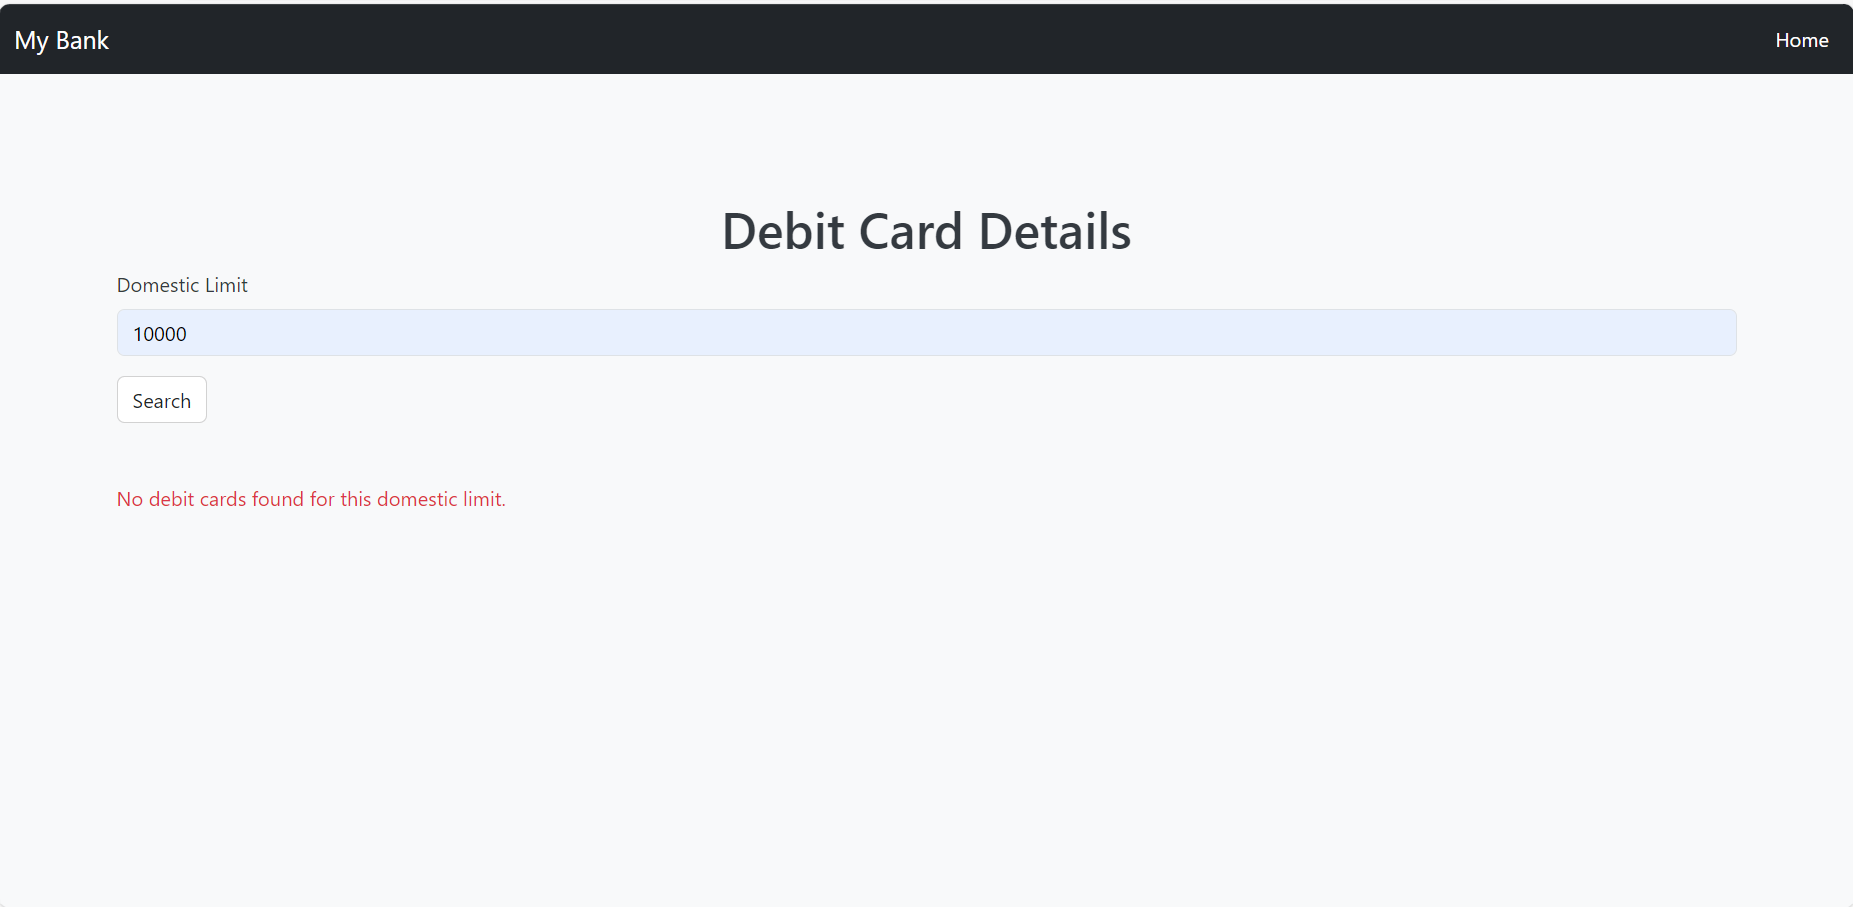 My Bank
Home
Debit Card Details
Domestic Limit
10000
Search
No debit cards found for this domestic limit.